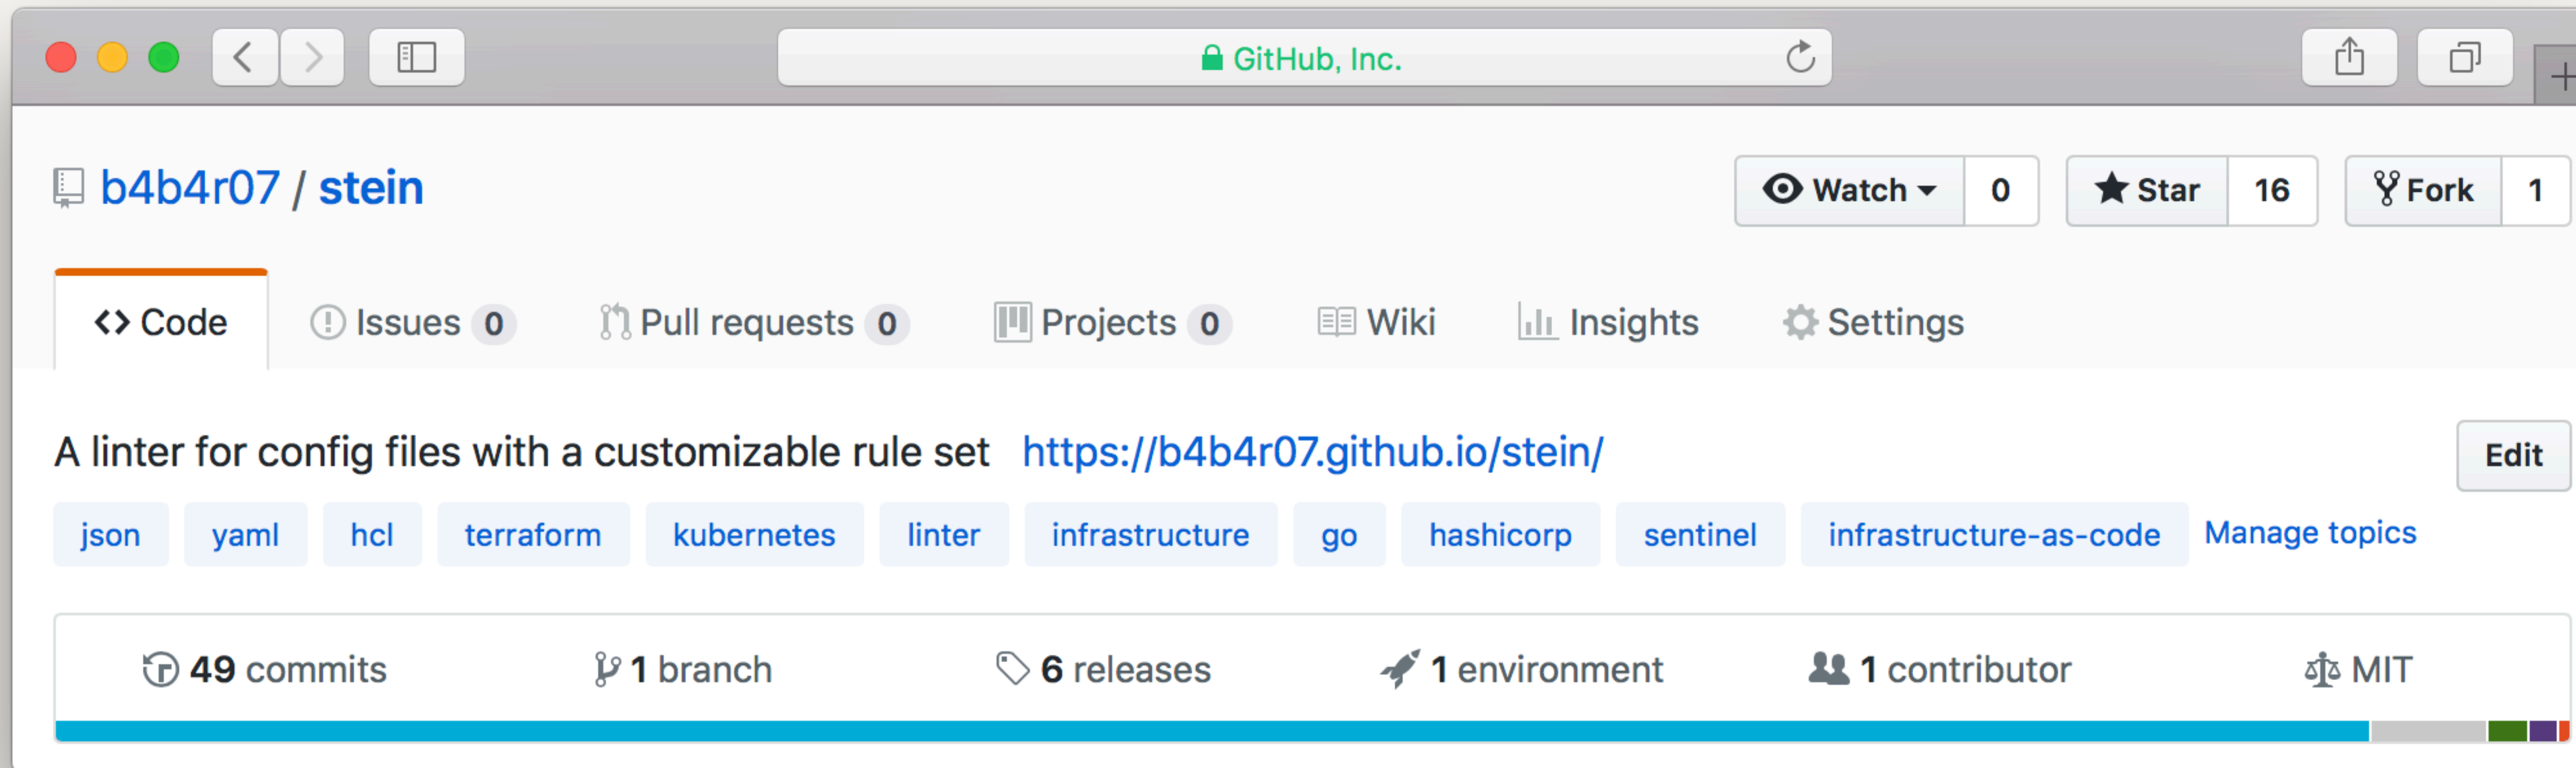 GitHub, Inc.
b4b4r07 / stein Watch 0 Star 16 Fork 1
Code Issues 0 Pull requests 0 Projects 0 Wiki Insights Settings
A linter for config files with a customizable rule set https://b4b4r07.github.io/stein/ Edit
json yaml hcl terraform kubernetes linter infrastructure go hashicorp sentinel infrastructure-as-code Manage topics
49 commits 1 branch 6 releases 1 environment 1 contributor MIT